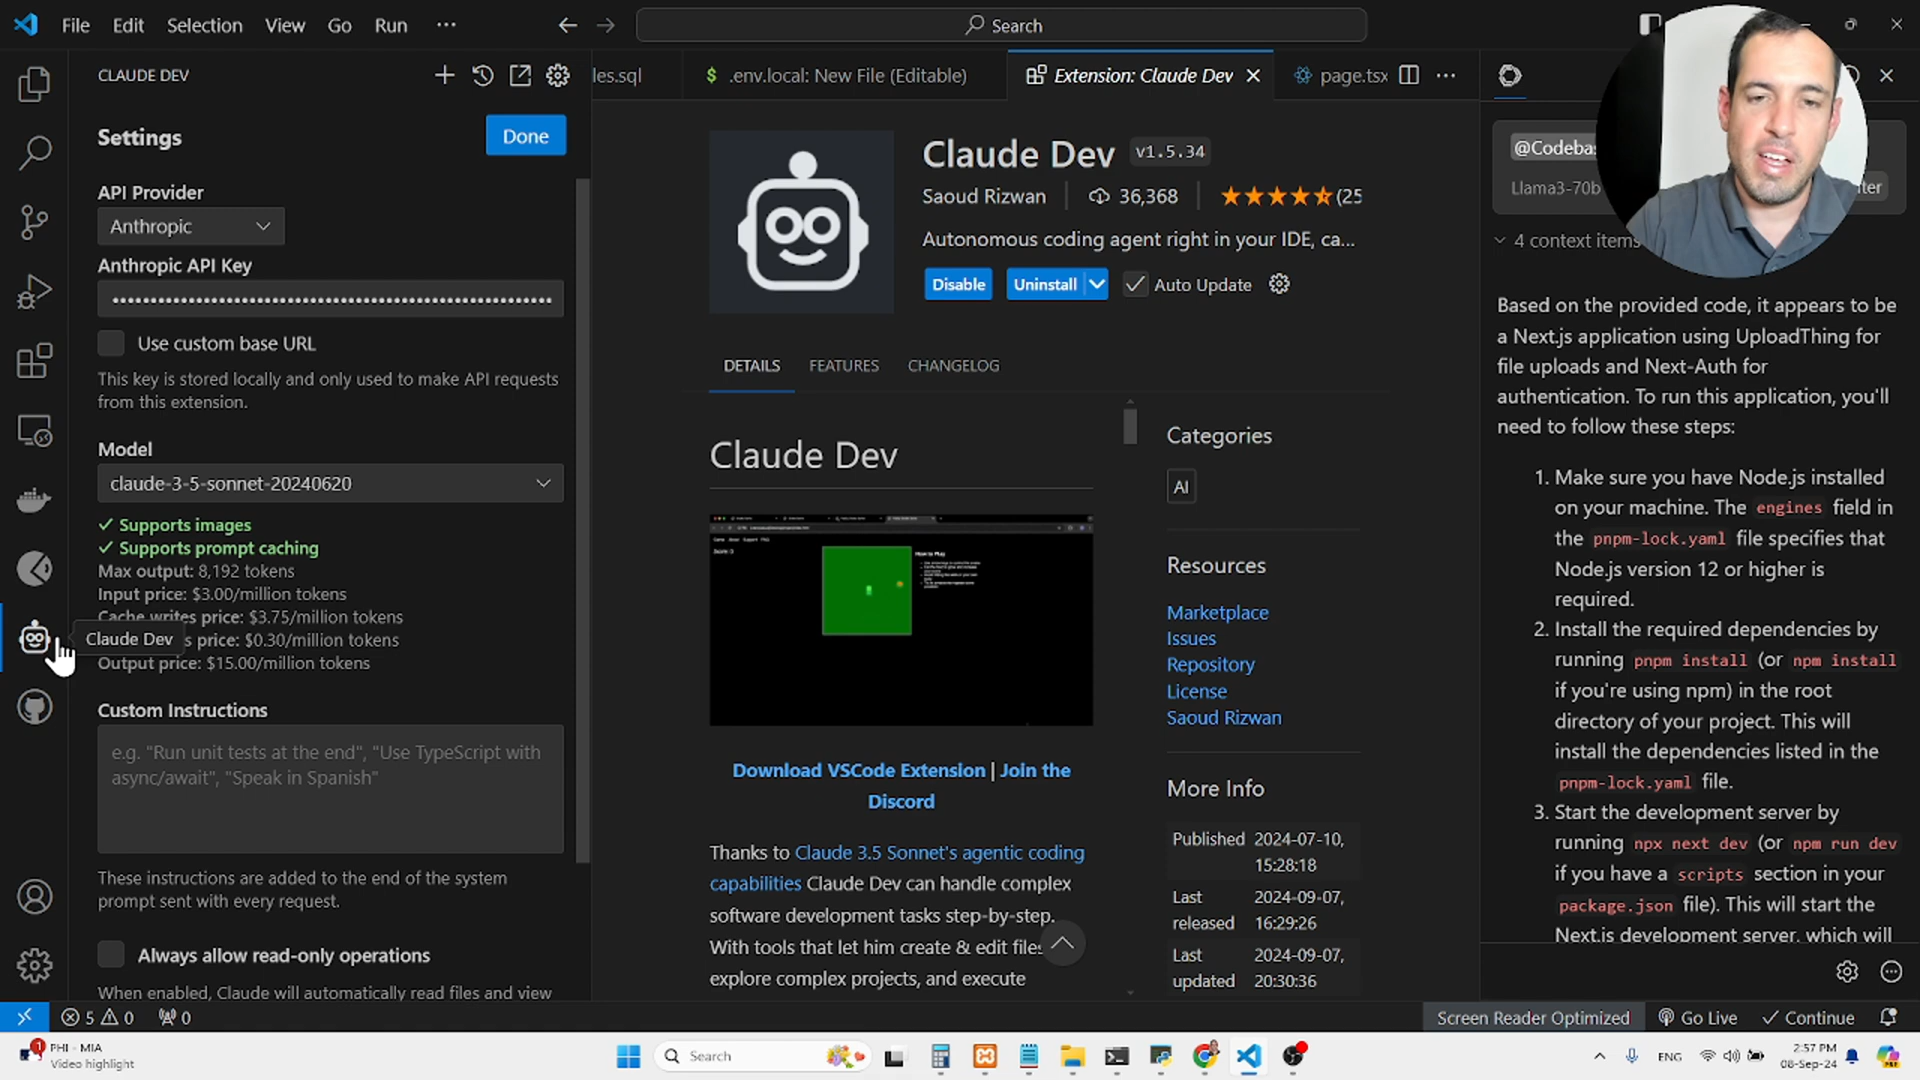 File Edit Selection View Go Run ···
Search
CLAUDE DEV
les.sql
$ .env.local: New File (Editable)
Extension: Claude Dev
page.tsx
Settings
Done
API Provider
Anthropic
Anthropic API Key
Use custom base URL
This key is stored locally and only used to make API requests
from this extension.
Model
claude-3-5-sonnet-20240620
✓ Supports images
✓ Supports prompt caching
Max output: 8,192 tokens
Input price: $3.00/million tokens
Cache writes price: $3.75/million tokens
Claude Dev
s price: $0.30/million tokens
Output price: $15.00/million tokens
Custom Instructions
e.g. "Run unit tests at the end", "Use TypeScript with
async/await", "Speak in Spanish"
These instructions are added to the end of the system
prompt sent with every request.
Always allow read-only operations
When enabled, Claude will automatically read files and view
Claude Dev v1.5.34
Saoud Rizwan 36,368 (25
Autonomous coding agent right in your IDE, ca...
Disable Uninstall Auto Update
DETAILS FEATURES CHANGELOG
Claude Dev
How to Play
Download VSCode Extension | Join the
Discord
Thanks to Claude 3.5 Sonnet's agentic coding
capabilities Claude Dev can handle complex
software development tasks step-by-step.
With tools that let him create & edit files
explore complex projects, and execute
Categories
AI
Resources
Marketplace
Issues
Repository
License
Saoud Rizwan
More Info
Published 2024-07-10,
15:28:18
Last 2024-09-07,
released 16:29:26
Last 2024-09-07,
updated 20:30:36
@Codebas
Llama3-70b
ter
4 context items
Based on the provided code, it appears to be
a Next.js application using UploadThing for
file uploads and Next-Auth for
authentication. To run this application, you'll
need to follow these steps:
1. Make sure you have Node.js installed
on your machine. The engines field in
the pnpm-lock.yaml file specifies that
Node.js version 12 or higher is
required.
2. Install the required dependencies by
running pnpm install (or npm install
if you're using npm) in the root
directory of your project. This will
install the dependencies listed in the
pnpm-lock.yaml file.
3. Start the development server by
running npx next dev (or npm run dev
if you have a scripts section in your
package.json file). This will start the
Next.js development server, which will
5 0 0
Screen Reader Optimized Go Live ✓ Continue
1
PHI - MIA
Video highlight
Search
ENG
2:57 PM
08-Sep-24